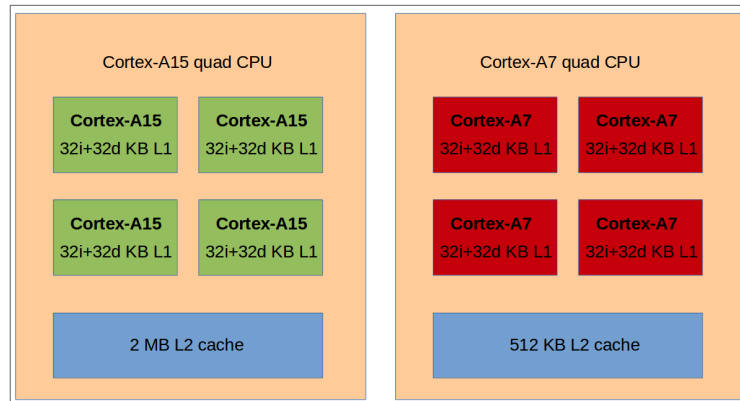 Cortex-A15 quad CPU
Cortex-A15
32i+32d KB L1
Cortex-A15
32i+32d KB L1
Cortex-A15
32i+32d KB L1
Cortex-A15
32i+32d KB L1
2 MB L2 cache
Cortex-A7 quad CPU
Cortex-A7
32i+32d KB L1
Cortex-A7
32i+32d KB L1
Cortex-A7
32i+32d KB L1
Cortex-A7
32i+32d KB L1
512 KB L2 cache